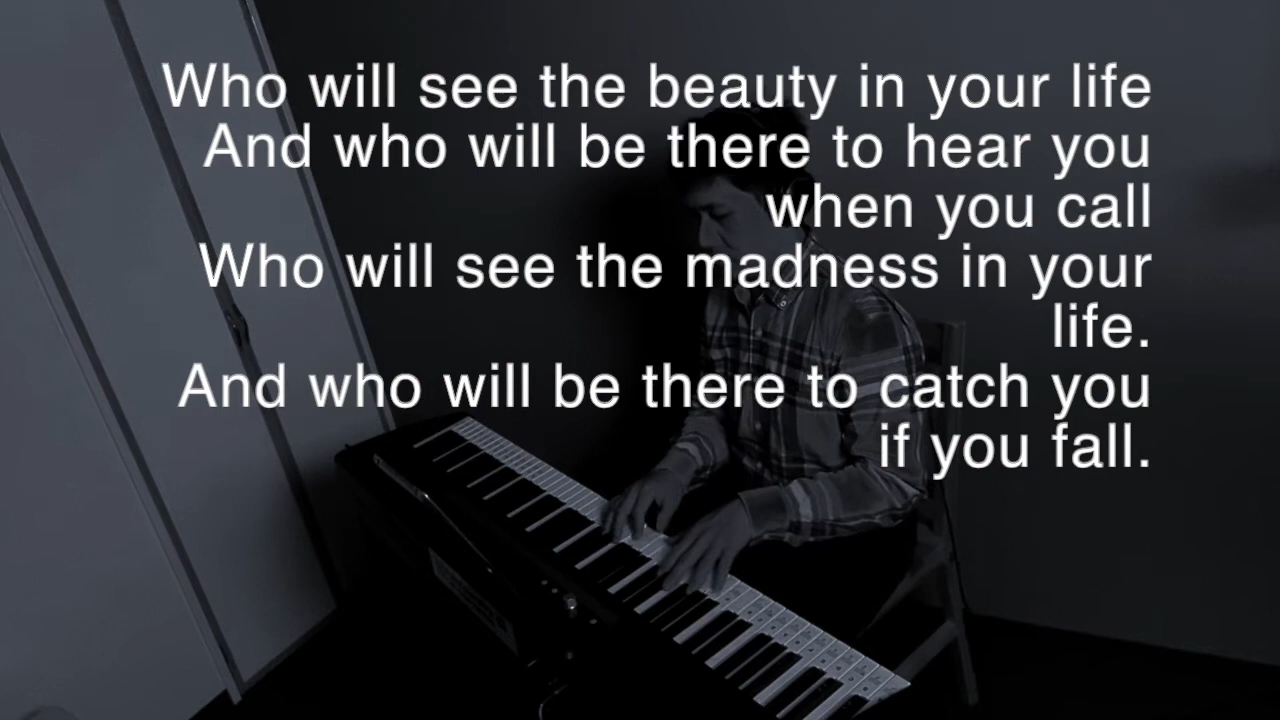 Who will see the beauty in your life
And who will be there to hear you
when you call
Who will see the madness in your
life.
And who will be there to catch you
if you fall.